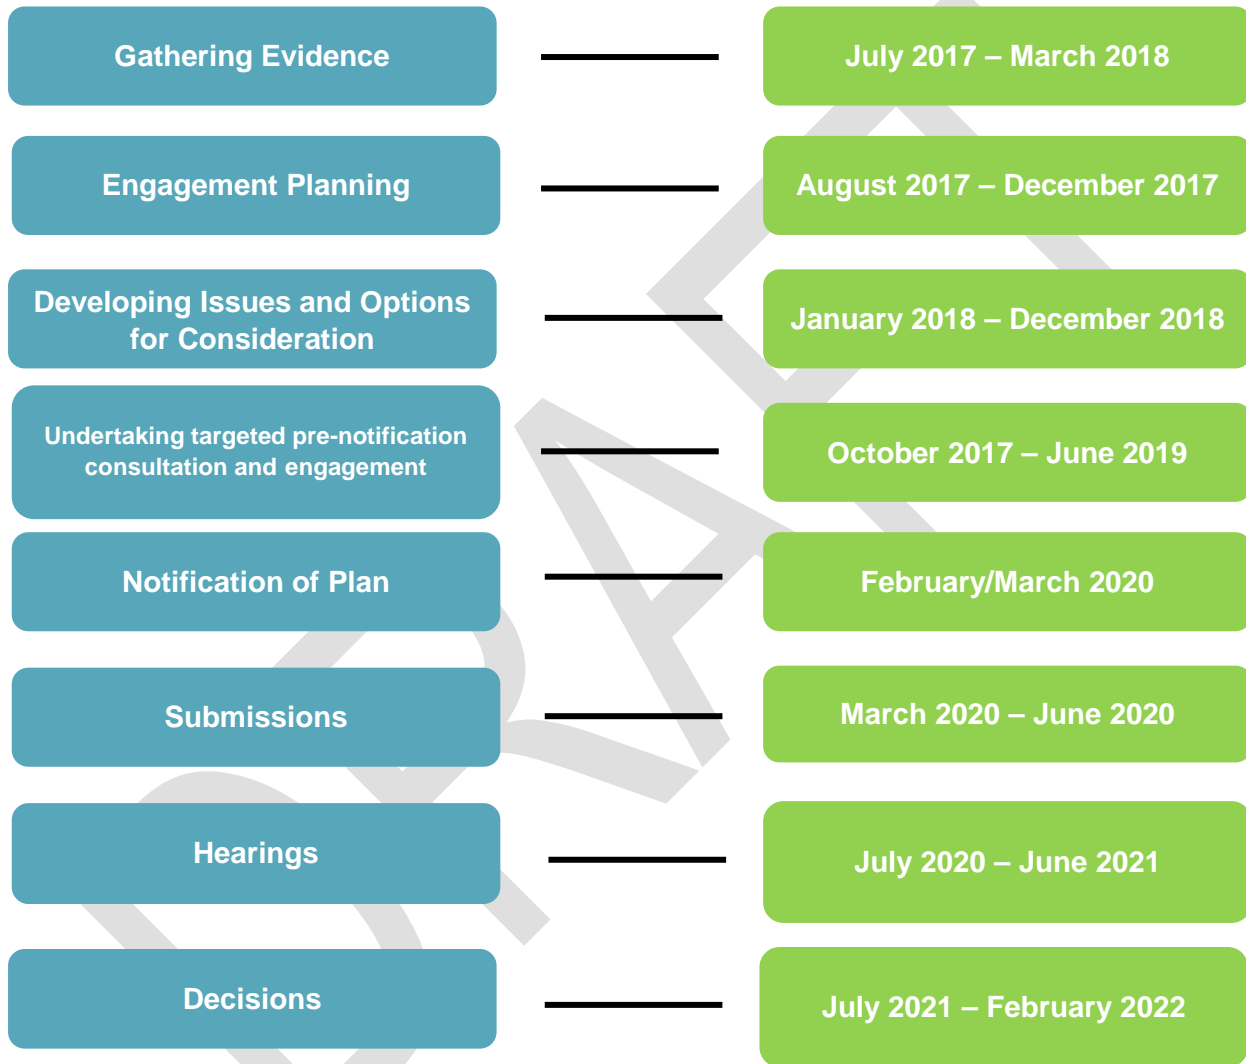 Gathering Evidence
July 2017 – March 2018
Engagement Planning
August 2017 – December 2017
Developing Issues and Options
for Consideration
January 2018 – December 2018
Undertaking targeted pre-notification
consultation and engagement
October 2017 – June 2019
Notification of Plan
February/March 2020
Submissions
March 2020 – June 2020
Hearings
July 2020 – June 2021
Decisions
July 2021 – February 2022
DRAFT